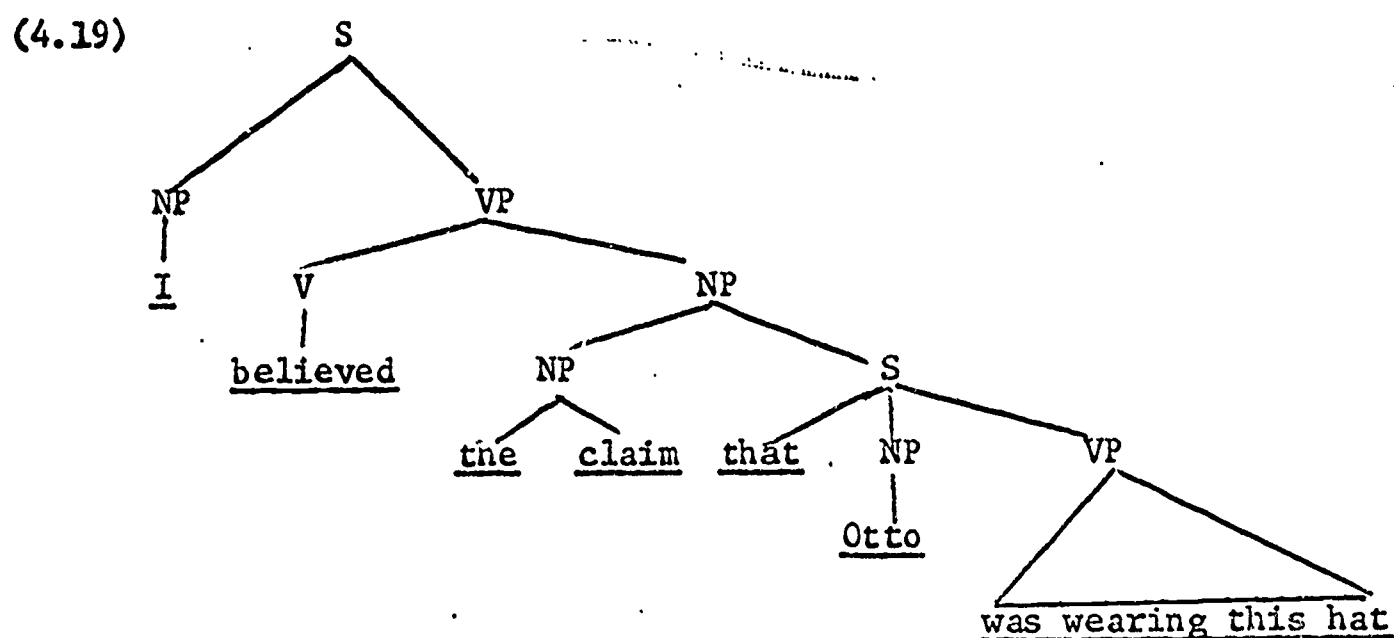 (4.19) S
NP VP
I V NP
believed NP S
the claim that NP VP
Otto
was wearing this hat